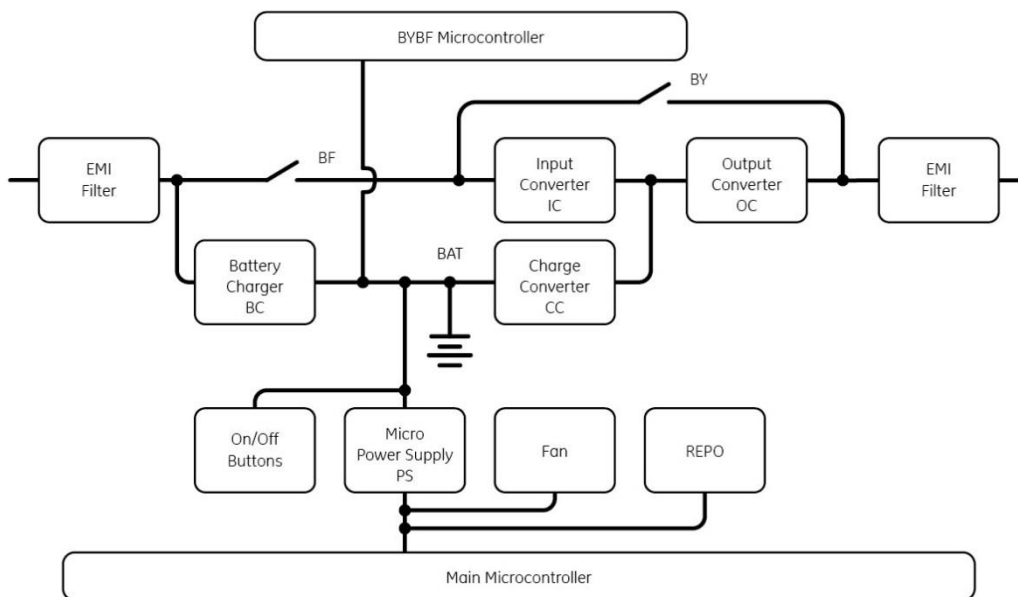 BYBF Microcontroller
BY
EMI
Filter
BF
Input
Converter
IC
Output
Converter
OC
EMI
Filter
Battery
Charger
BC
BAT
Charge
Converter
CC
On/Off
Buttons
Micro
Power Supply
PS
Fan
REPO
Main Microcontroller